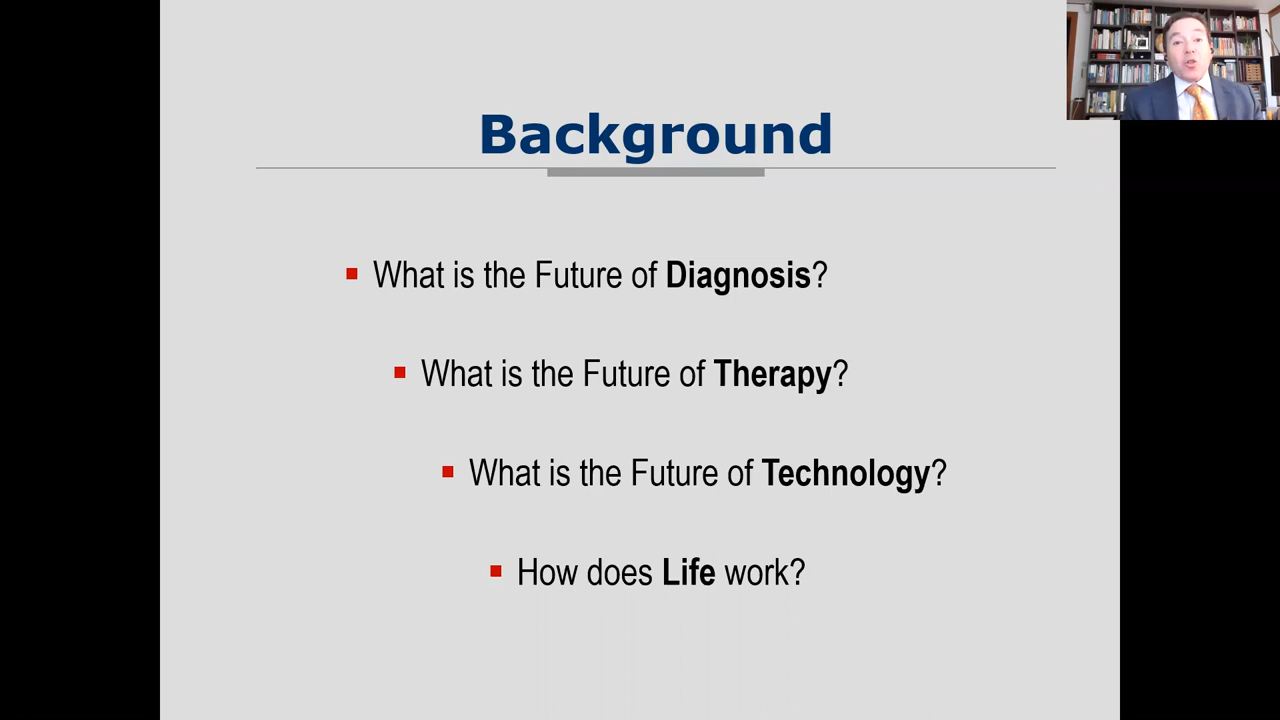 Background
What is the Future of Diagnosis?
What is the Future of Therapy?
What is the Future of Technology?
How does Life work?